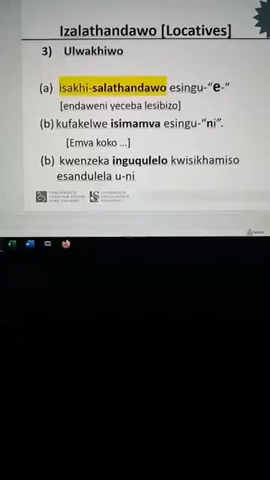 Izalathandawo [Locatives]
3) Ulwakhiwo
(a) isakhi-salathandawo esingu-“e-“
[endaweni yeceba lesibizo]
(b) kufakelwe isimamva esingu-“ni”.
[Emva koko ...]
(b) kwenzeka inguqulelo kwisikhamiso
esandulela u-ni